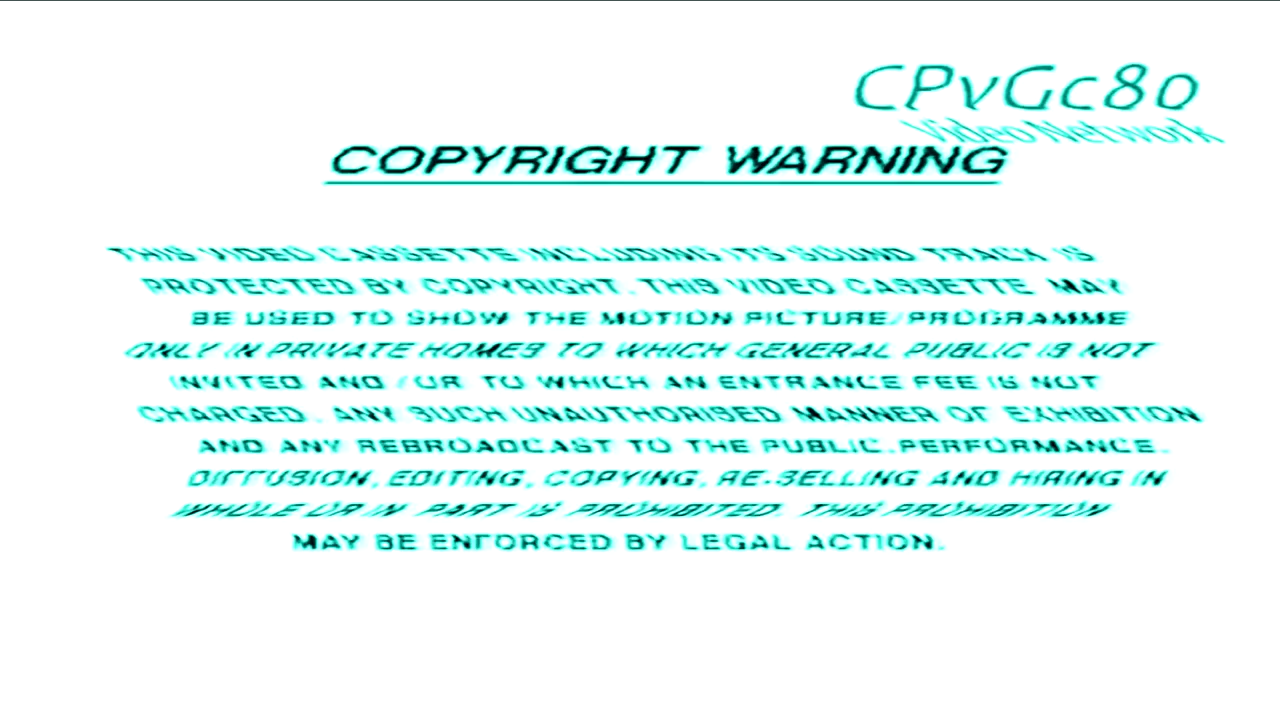 CPvGc80
Video Network
COPYRIGHT WARNING
THIS VIDEO CASSETTE INCLUDING ITS SOUND TRACK IS
PROTECTED BY COPYRIGHT. THIS VIDEO CASSETTE MAY
BE USED TO SHOW THE MOTION PICTURE/PROGRAMME
ONLY IN PRIVATE HOMES TO WHICH GENERAL PUBLIC IS NOT
INVITED AND / OR TO WHICH AN ENTRANCE FEE IS NOT
CHARGED. ANY SUCH UNAUTHORISED MANNER OF EXHIBITION
AND ANY REBROADCAST TO THE PUBLIC.PERFORMANCE.
DIFFUSION, EDITING, COPYING, RE-SELLING AND HIRING IN
WHOLE OR IN PART IS PROHIBITED. THIS PROHIBITION
MAY BE ENFORCED BY LEGAL ACTION.